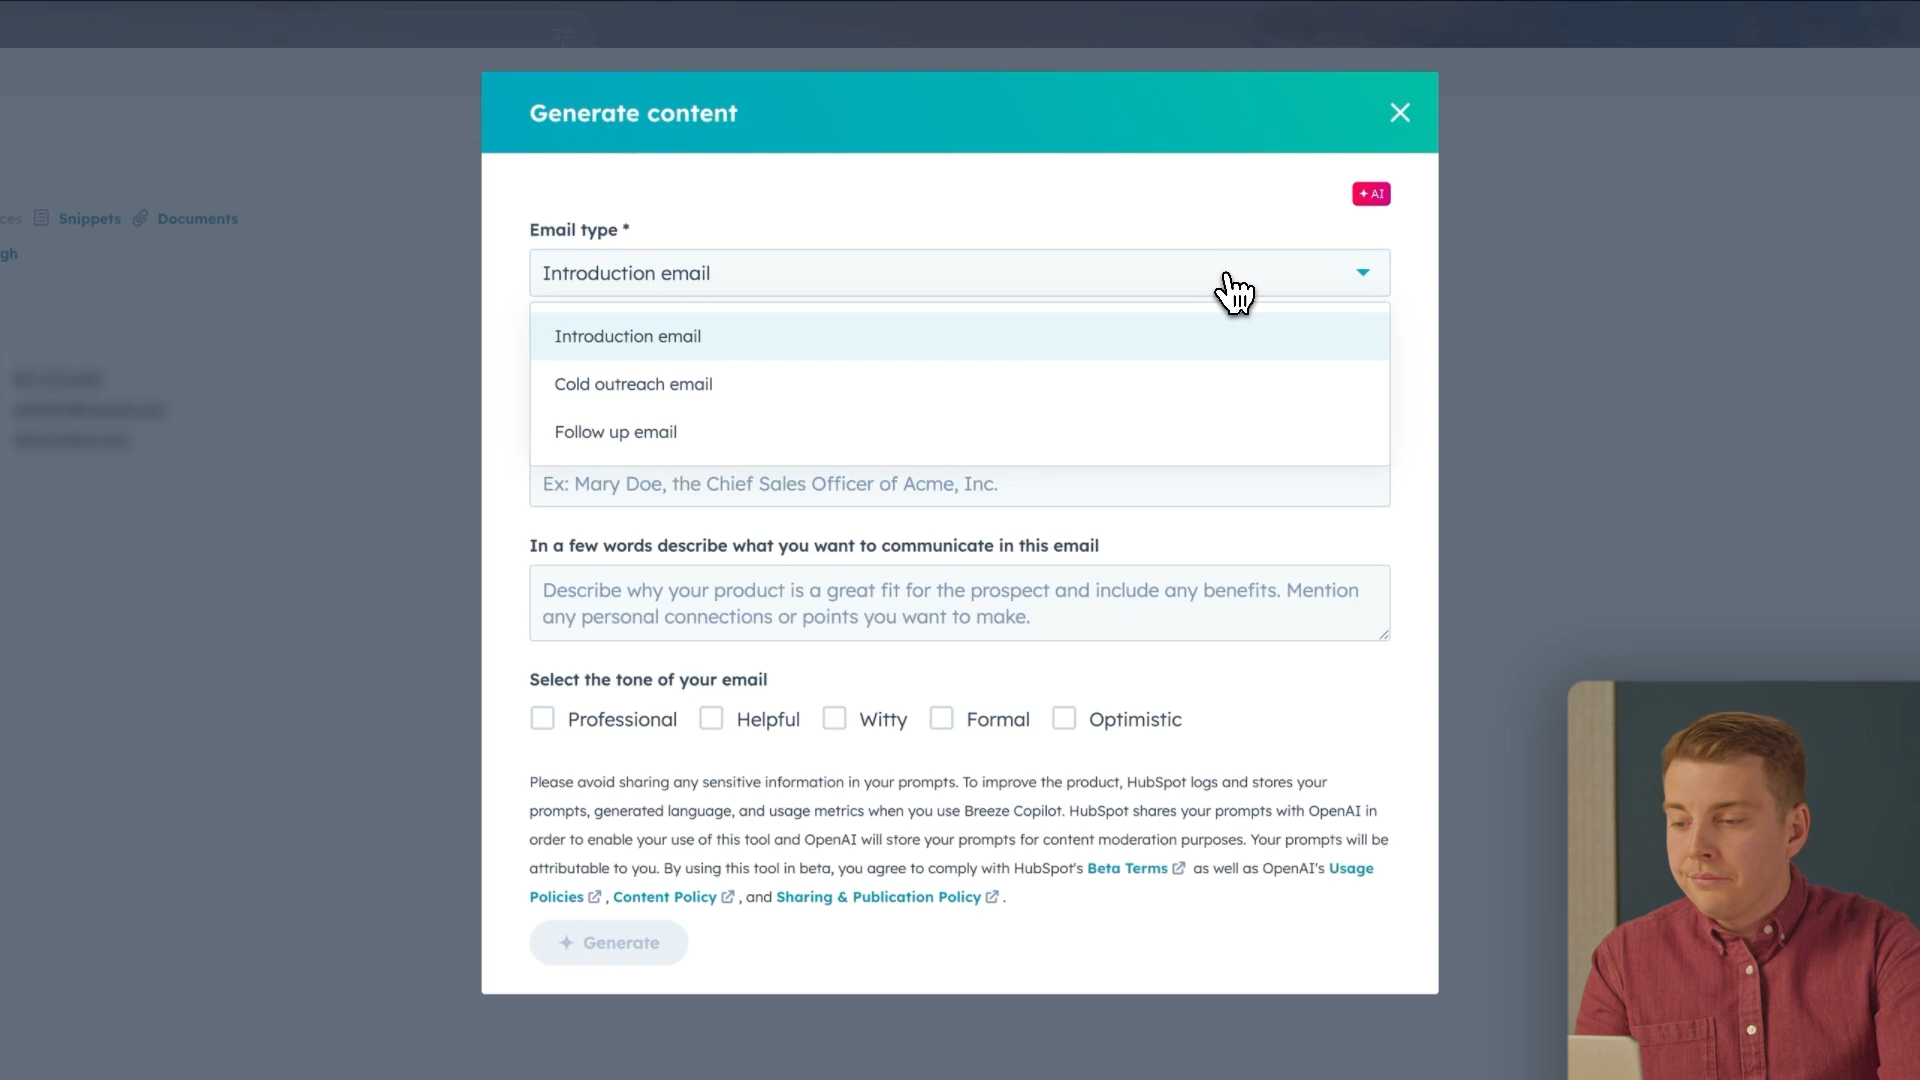 Generate content
AI
Email type *
Introduction email
Introduction email
Cold outreach email
Follow up email
Ex: Mary Doe, the Chief Sales Officer of Acme, Inc.
In a few words describe what you want to communicate in this email
Describe why your product is a great fit for the prospect and include any benefits. Mention
any personal connections or points you want to make.
Select the tone of your email
Professional Helpful Witty Formal Optimistic
Please avoid sharing any sensitive information in your prompts. To improve the product, HubSpot logs and stores your
prompts, generated language, and usage metrics when you use Breeze Copilot. HubSpot shares your prompts with OpenAI in
order to enable your use of this tool and OpenAI will store your prompts for content moderation purposes. Your prompts will be
attributable to you. By using this tool in beta, you agree to comply with HubSpot's Beta Terms as well as OpenAI's Usage
Policies , Content Policy , and Sharing & Publication Policy .
Generate
ces Snippets Documents
gh